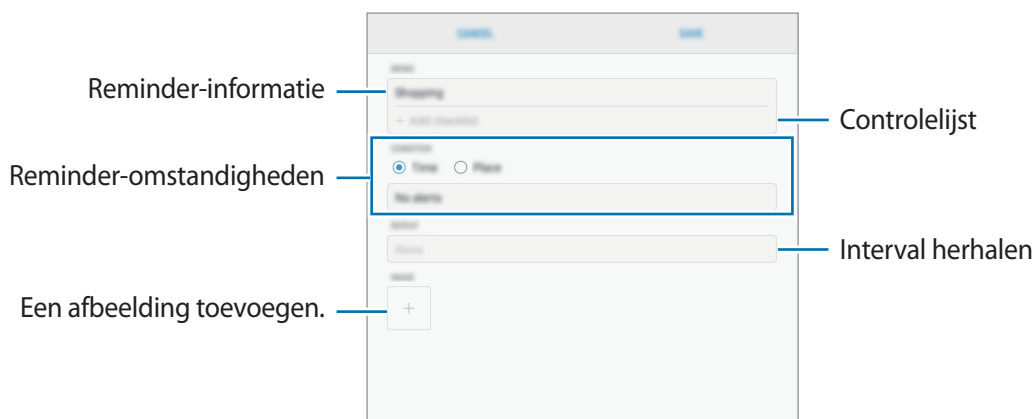 CANCEL
SAVE
Reminder-informatie
Shopping
+ Add checklist
Controlelijst
CONDITION
Reminder-omstandigheden
Time
Place
No alerts
REPEAT
None
Interval herhalen
IMAGE
Een afbeelding toevoegen.
+